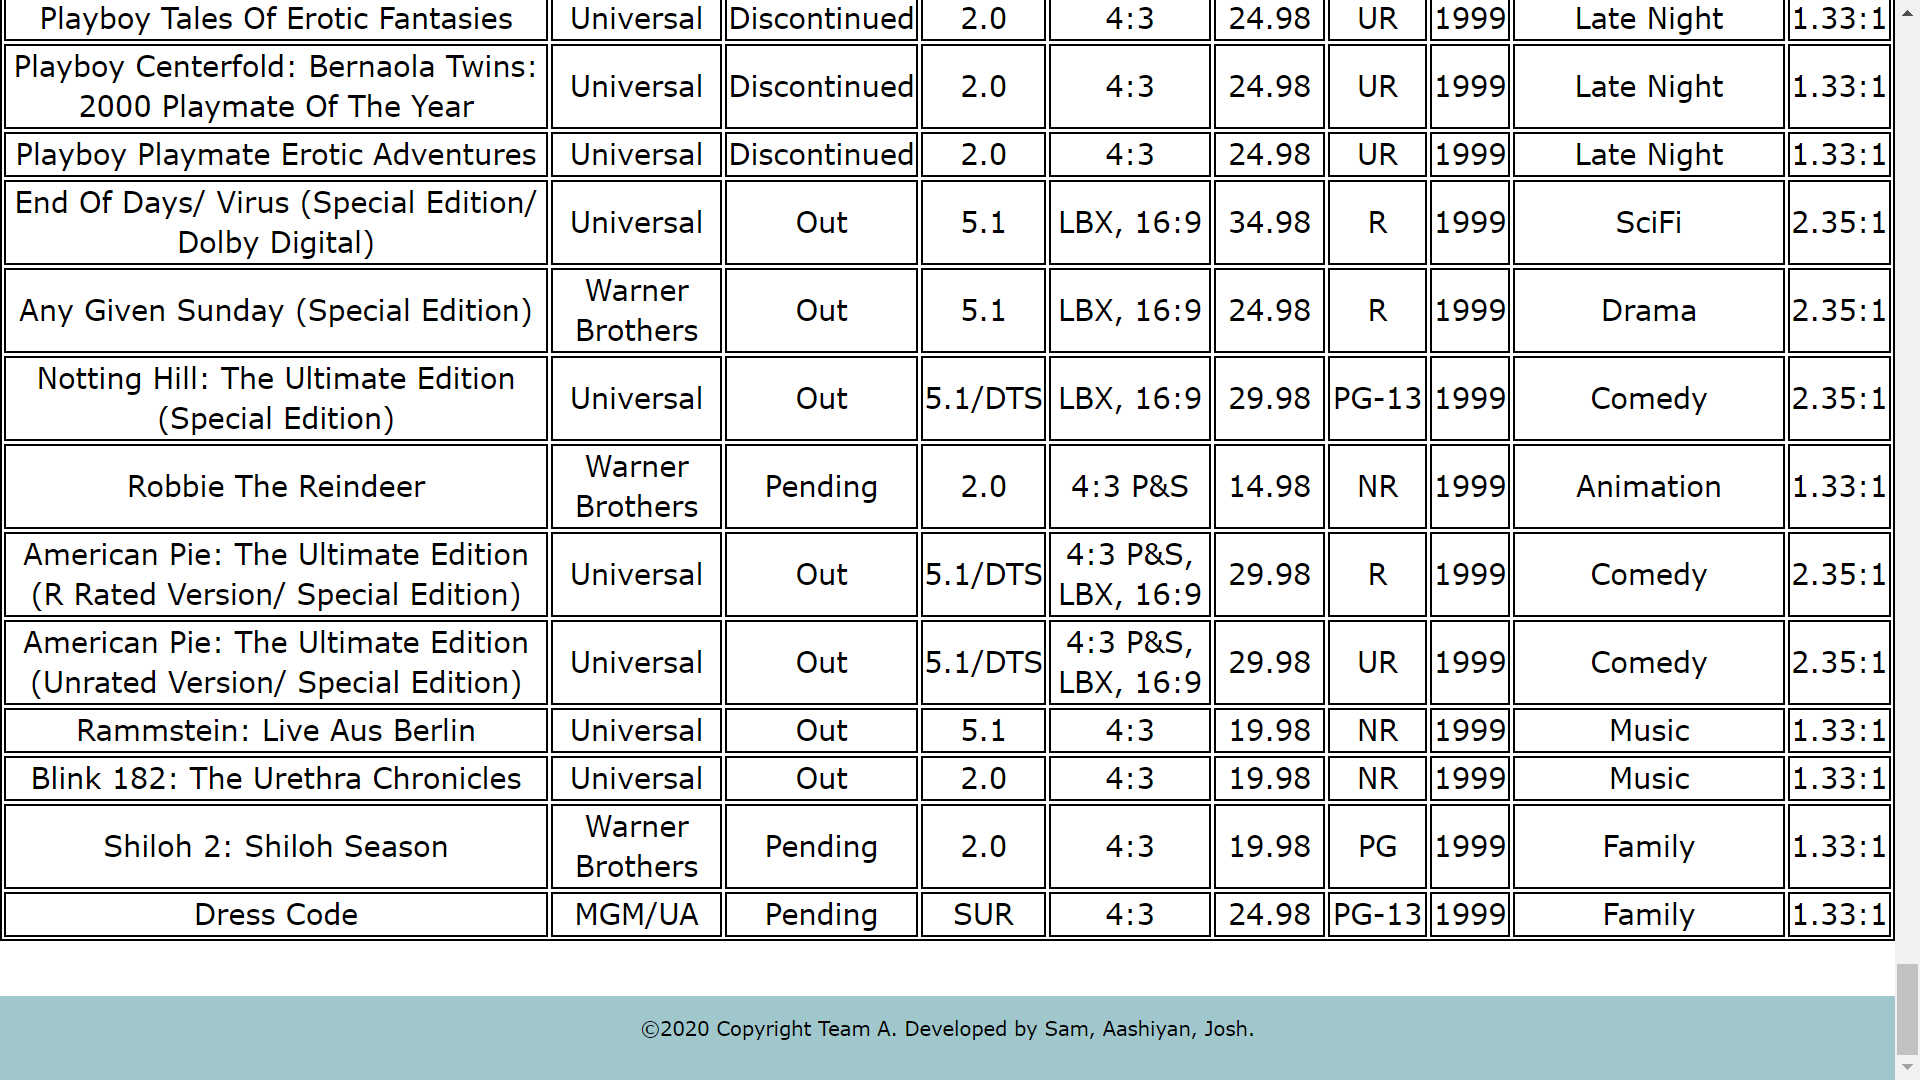 Playboy Tales Of Erotic Fantasies Universal Discontinued 2.0 4:3 24.98 UR 1999 Late Night 1.33:1
Playboy Centerfold: Bernaola Twins:
2000 Playmate Of The Year Universal Discontinued 2.0 4:3 24.98 UR 1999 Late Night 1.33:1
Playboy Playmate Erotic Adventures Universal Discontinued 2.0 4:3 24.98 UR 1999 Late Night 1.33:1
End Of Days/ Virus (Special Edition/
Dolby Digital) Universal Out 5.1 LBX, 16:9 34.98 R 1999 SciFi 2.35:1
Any Given Sunday (Special Edition) Warner
Brothers Out 5.1 LBX, 16:9 24.98 R 1999 Drama 2.35:1
Notting Hill: The Ultimate Edition
(Special Edition) Universal Out 5.1/DTS LBX, 16:9 29.98 PG-13 1999 Comedy 2.35:1
Robbie The Reindeer Warner
Brothers Pending 2.0 4:3 P&S 14.98 NR 1999 Animation 1.33:1
American Pie: The Ultimate Edition
(R Rated Version/ Special Edition) Universal Out 5.1/DTS 4:3 P&S,
LBX, 16:9 29.98 R 1999 Comedy 2.35:1
American Pie: The Ultimate Edition
(Unrated Version/ Special Edition) Universal Out 5.1/DTS 4:3 P&S,
LBX, 16:9 29.98 UR 1999 Comedy 2.35:1
Rammstein: Live Aus Berlin Universal Out 5.1 4:3 19.98 NR 1999 Music 1.33:1
Blink 182: The Urethra Chronicles Universal Out 2.0 4:3 19.98 NR 1999 Music 1.33:1
Shiloh 2: Shiloh Season Warner
Brothers Pending 2.0 4:3 19.98 PG 1999 Family 1.33:1
Dress Code MGM/UA Pending SUR 4:3 24.98 PG-13 1999 Family 1.33:1
©2020 Copyright Team A. Developed by Sam, Aashiyan, Josh.